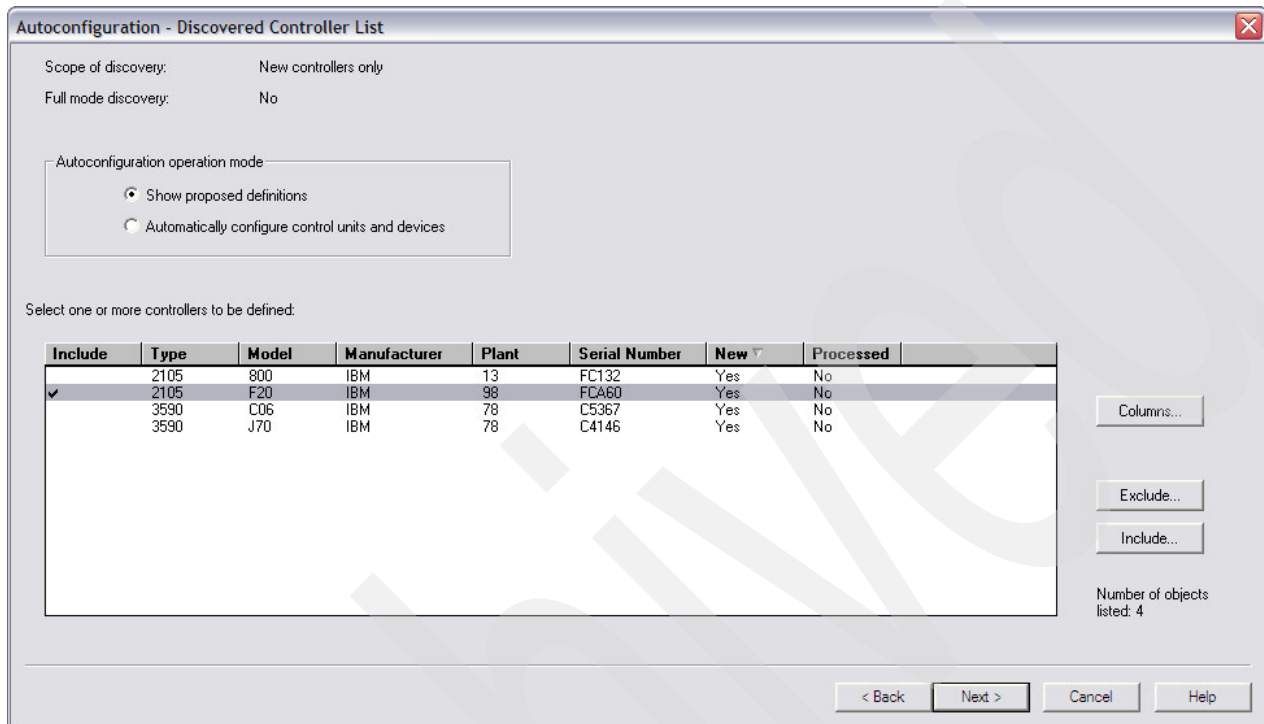 Autoconfiguration - Discovered Controller List
Scope of discovery: New controllers only
Full mode discovery: No
Autoconfiguration operation mode
Show proposed definitions
Automatically configure control units and devices
Select one or more controllers to be defined:
Include Type Model Manufacturer Plant Serial Number New Processed
2105 800 IBM 13 FC132 Yes No
2105 F20 IBM 98 FCA60 Yes No
3590 C06 IBM 78 C5367 Yes No
3590 J70 IBM 78 C4146 Yes No
Columns...
Exclude...
Include...
Number of objects
listed: 4
< Back Next > Cancel Help